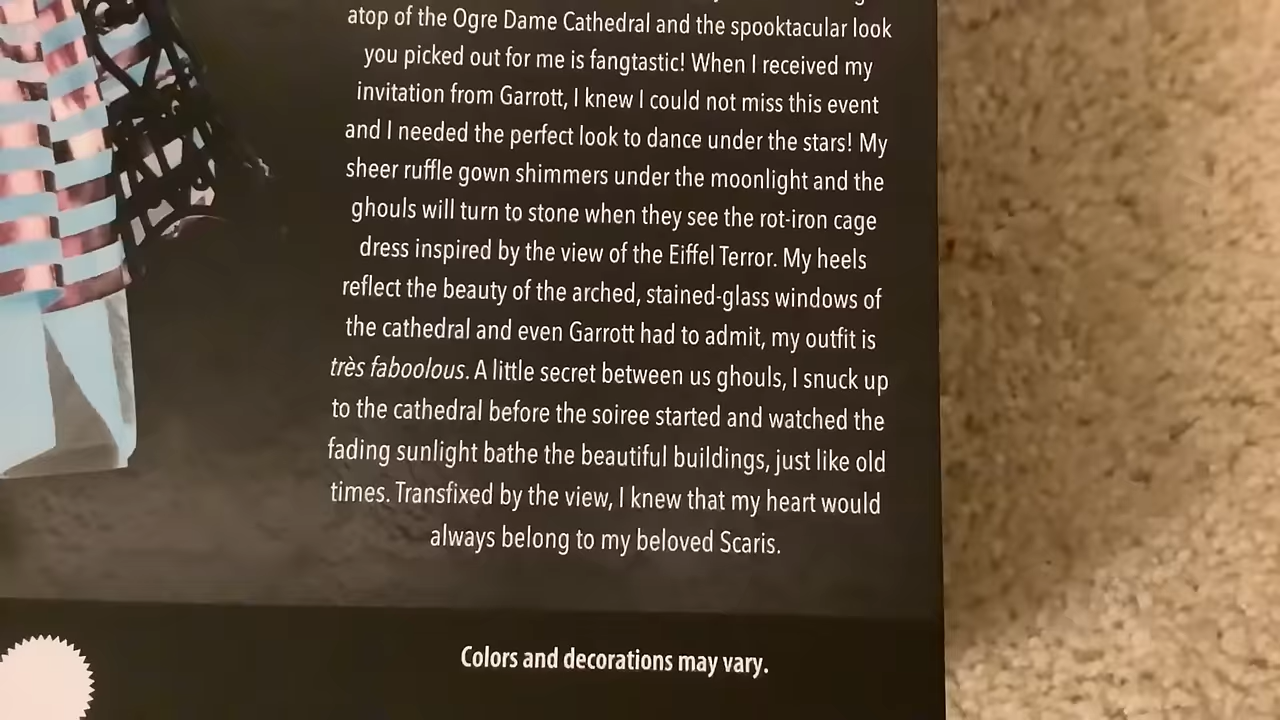 atop of the Ogre Dame Cathedral and the spooktacular look
you picked out for me is fangtastic! When I received my
invitation from Garrott, I knew I could not miss this event
and I needed the perfect look to dance under the stars! My
sheer ruffle gown shimmers under the moonlight and the
ghouls will turn to stone when they see the rot-iron cage
dress inspired by the view of the Eiffel Terror. My heels
reflect the beauty of the arched, stained-glass windows of
the cathedral and even Garrott had to admit, my outfit is
très faboolous. A little secret between us ghouls, I snuck up
to the cathedral before the soiree started and watched the
fading sunlight bathe the beautiful buildings, just like old
times. Transfixed by the view, I knew that my heart would
always belong to my beloved Scaris.
Colors and decorations may vary.